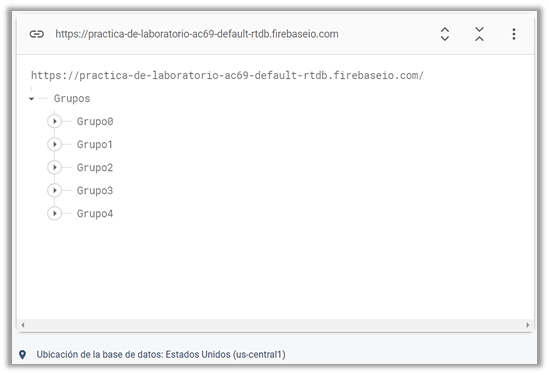 https://practica-de-laboratorio-ac69-default-rtdb.firebaseio.com
https://practica-de-laboratorio-ac69-default-rtdb.firebaseio.com/
Grupos
Grupo0
Grupo1
Grupo2
Grupo3
Grupo4
Ubicación de la base de datos: Estados Unidos (us-central1)